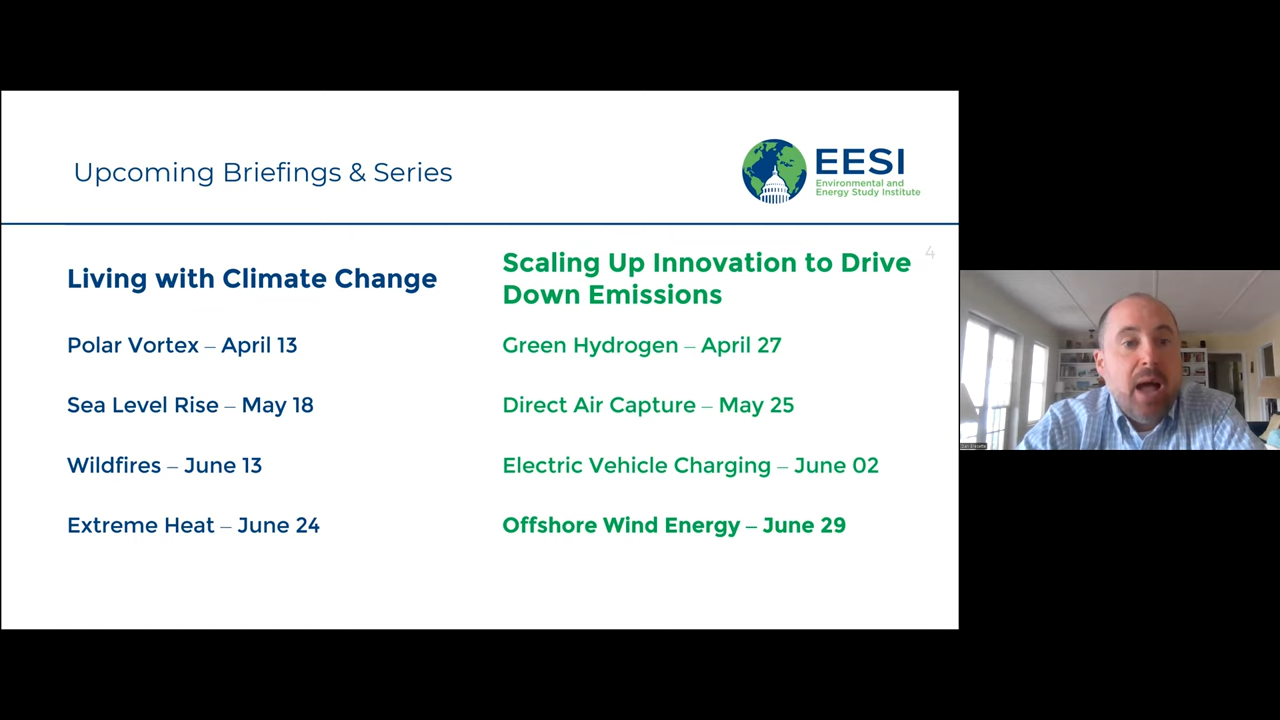 Upcoming Briefings & Series
EESI
Environmental and
Energy Study Institute
4
Living with Climate Change
Polar Vortex – April 13
Sea Level Rise – May 18
Wildfires – June 13
Extreme Heat – June 24
Scaling Up Innovation to Drive
Down Emissions
Green Hydrogen – April 27
Direct Air Capture – May 25
Electric Vehicle Charging – June 02
Offshore Wind Energy – June 29